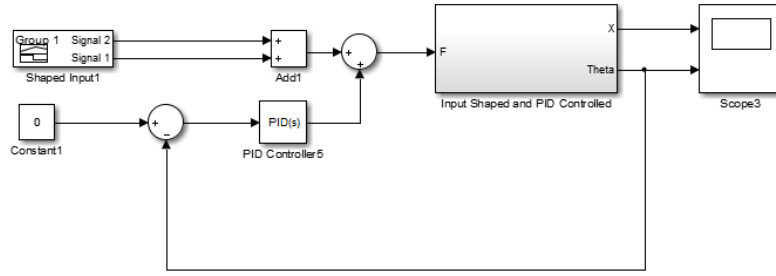 Group 1
Signal 2
Signal 1
Shaped Input1
+
+
Add1
+
+
F
X
Theta
Input Shaped and PID Controlled
Scope3
0
Constant1
+
−
PID(s)
PID Controller5